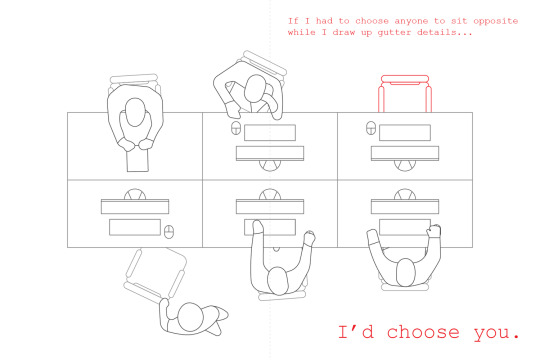 If I had to choose anyone to sit opposite
while I draw up gutter details...
I'd choose you.